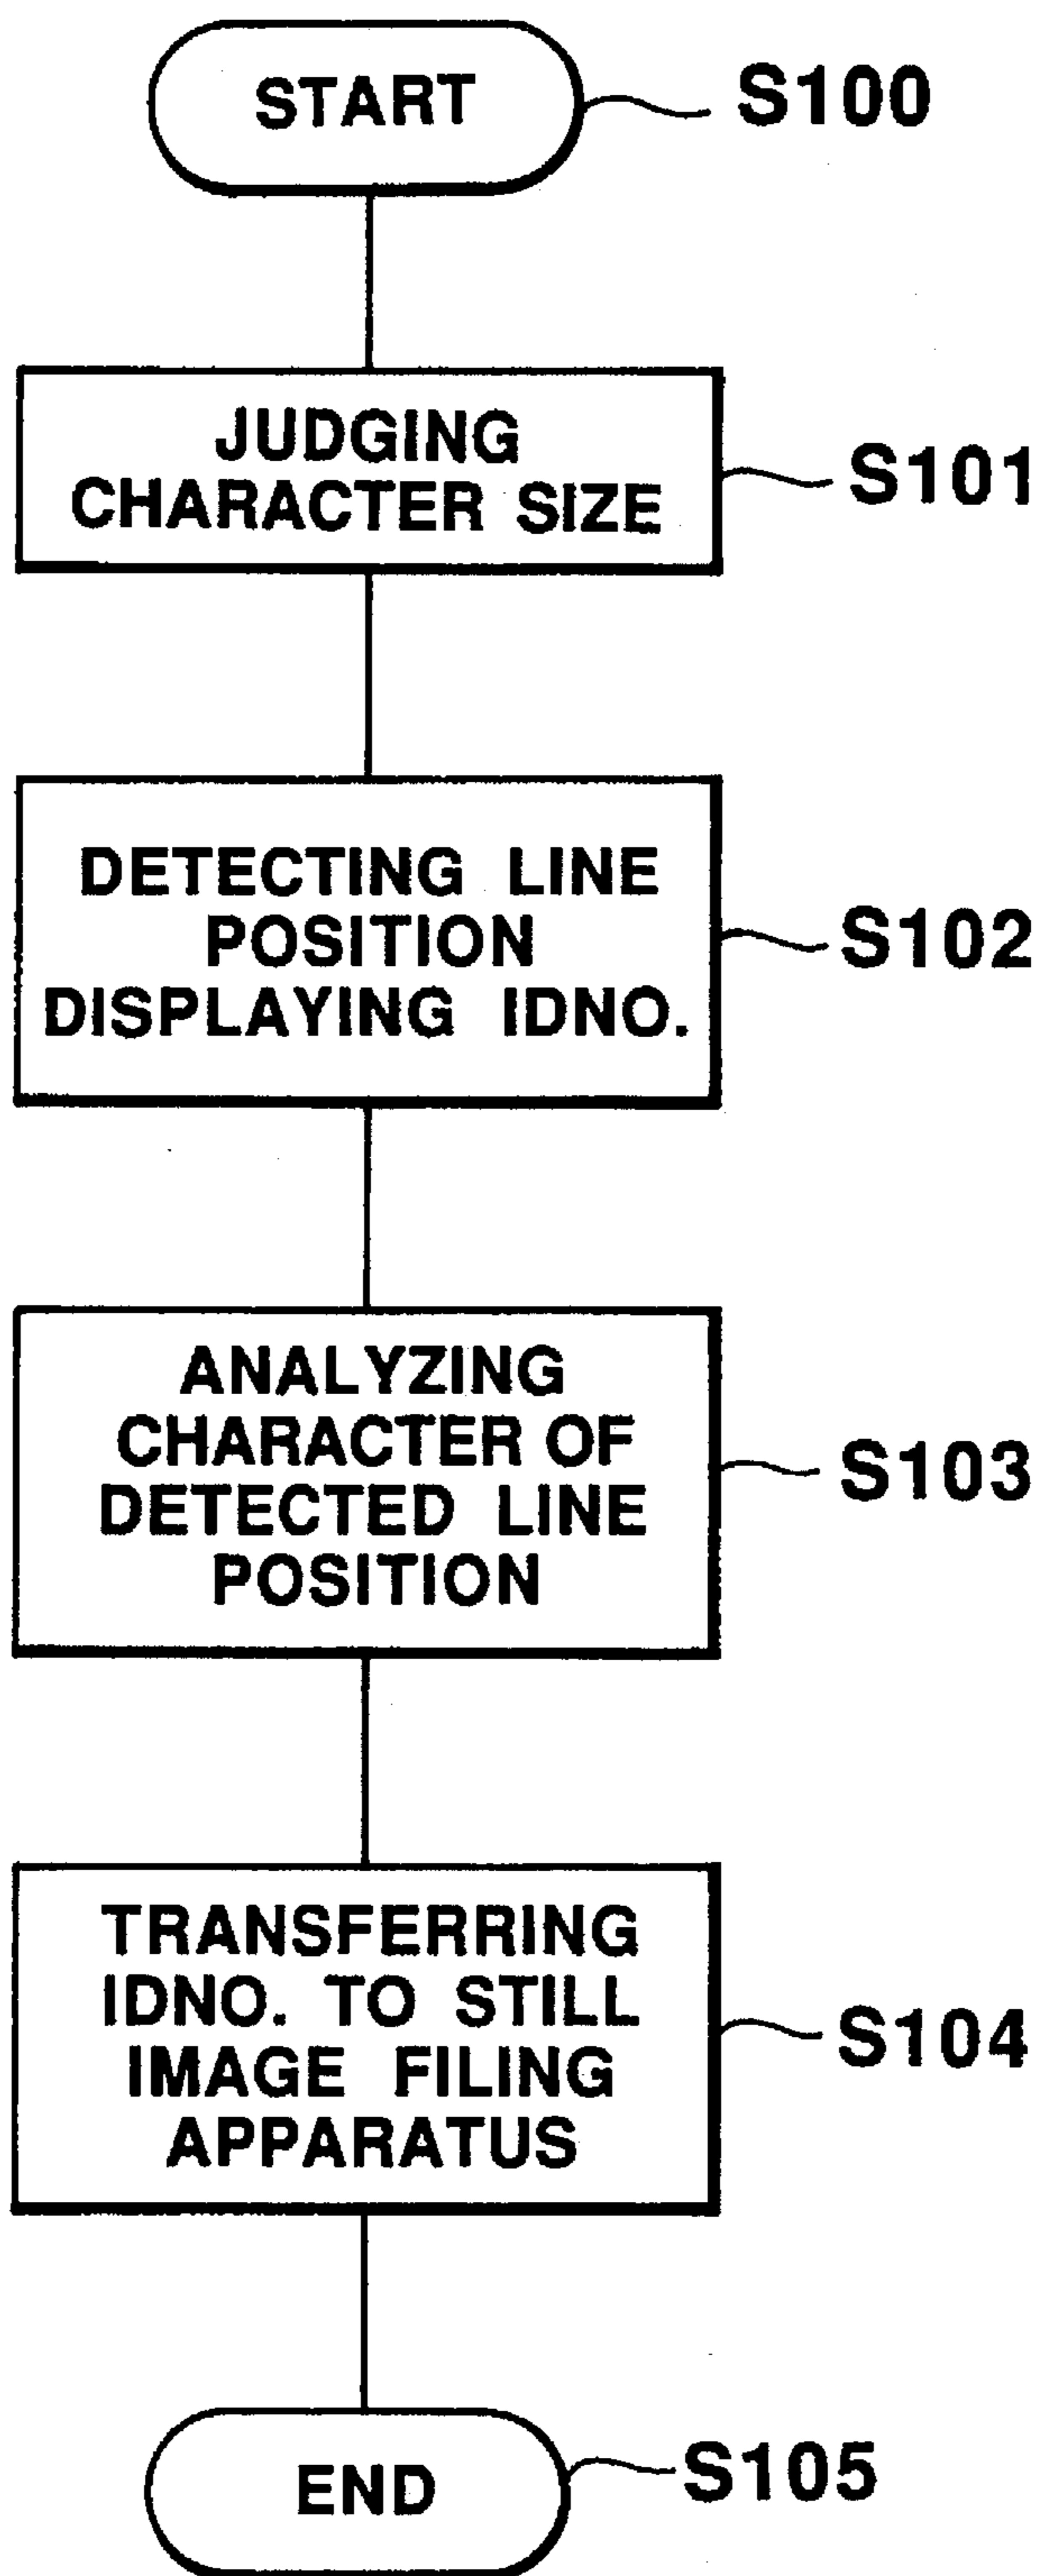 START
S100
JUDGING
CHARACTER SIZE
S101
DETECTING LINE
POSITION
DISPLAYING IDNO.
S102
ANALYZING
CHARACTER OF
DETECTED LINE
POSITION
S103
TRANSFERRING
IDNO. TO STILL
IMAGE FILING
APPARATUS
S104
END
S105